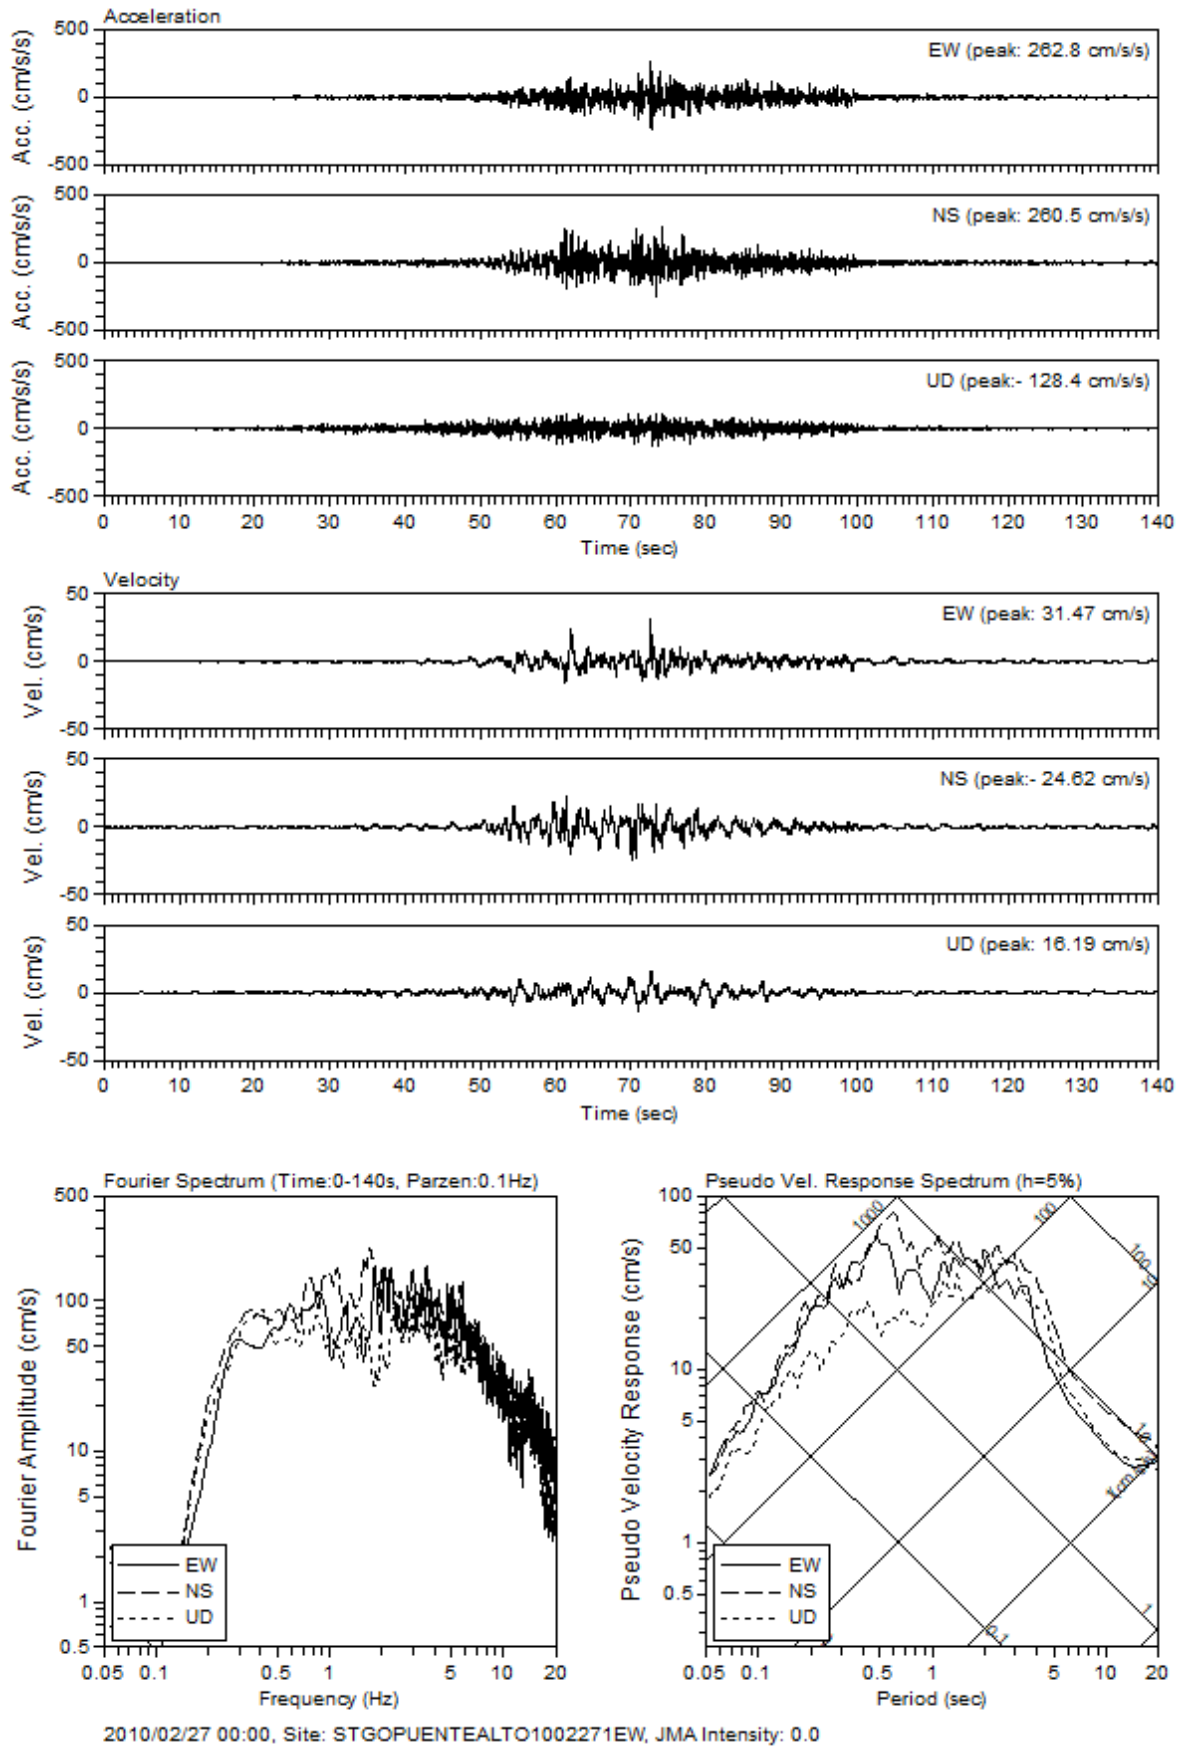 Acceleration
Acc. (cm/s/s)
500
0
-500
EW (peak: 262.8 cm/s/s)
Acc. (cm/s/s)
500
0
-500
NS (peak: 260.5 cm/s/s)
Acc. (cm/s/s)
500
0
-500
UD (peak:- 128.4 cm/s/s)
0 10 20 30 40 50 60 70 80 90 100 110 120 130 140
Time (sec)
Velocity
Vel. (cm/s)
50
0
-50
EW (peak: 31.47 cm/s)
Vel. (cm/s)
50
0
-50
NS (peak:- 24.62 cm/s)
Vel. (cm/s)
50
0
-50
UD (peak: 16.19 cm/s)
0 10 20 30 40 50 60 70 80 90 100 110 120 130 140
Time (sec)
Fourier Spectrum (Time:0-140s, Parzen:0.1Hz)
Fourier Amplitude (cm/s)
500
100
50
10
5
1
0.5
EW
NS
UD
0.05 0.1 0.5 1 5 10 20
Frequency (Hz)
Pseudo Vel. Response Spectrum (h=5%)
Pseudo Velocity Response (cm/s)
100
50
10
5
1
0.5
1000
100
100
10
10
1
0.1
EW
NS
UD
0.05 0.1 0.5 1 5 10 20
Period (sec)
2010/02/27 00:00, Site: STGOPUENTEALTO1002271EW, JMA Intensity: 0.0